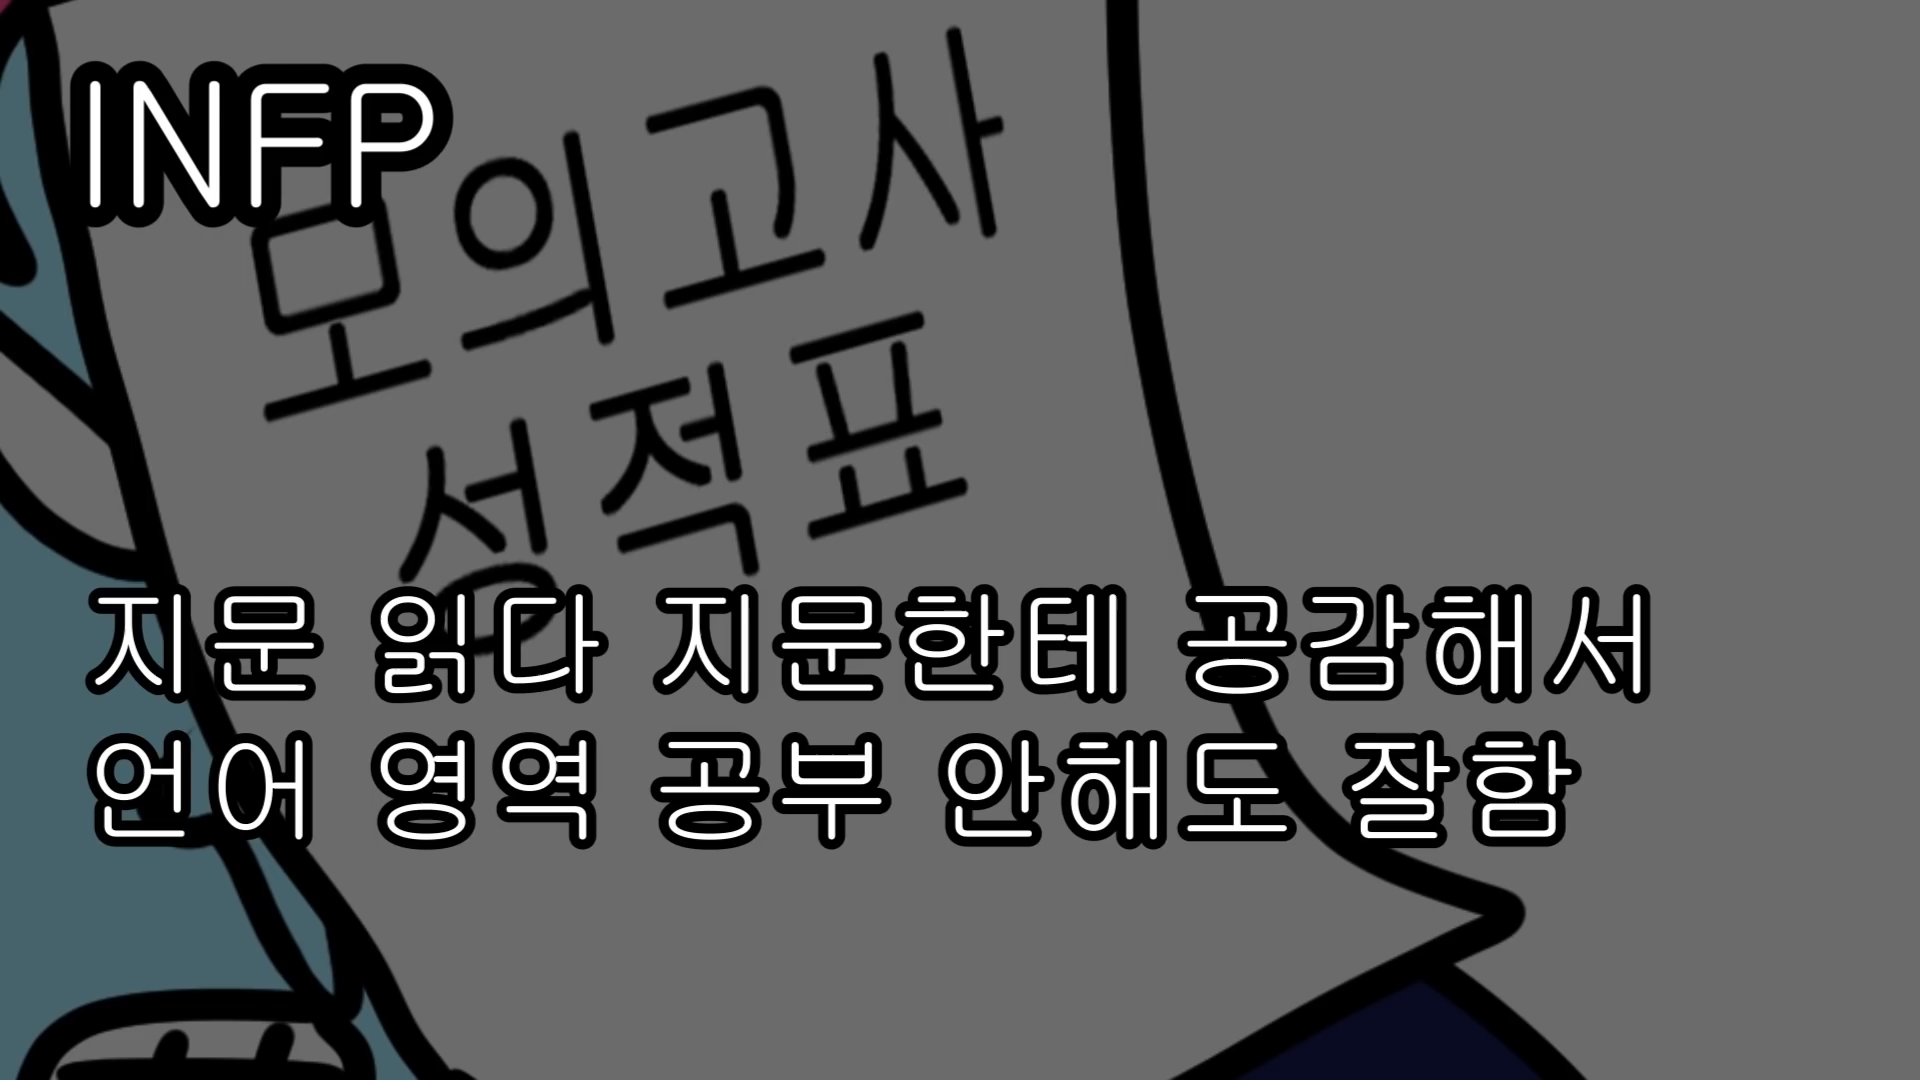 INFP
모의고사
성적표
지문 읽다 지문한테 공감해서
언어 영역 공부 안해도 잘함